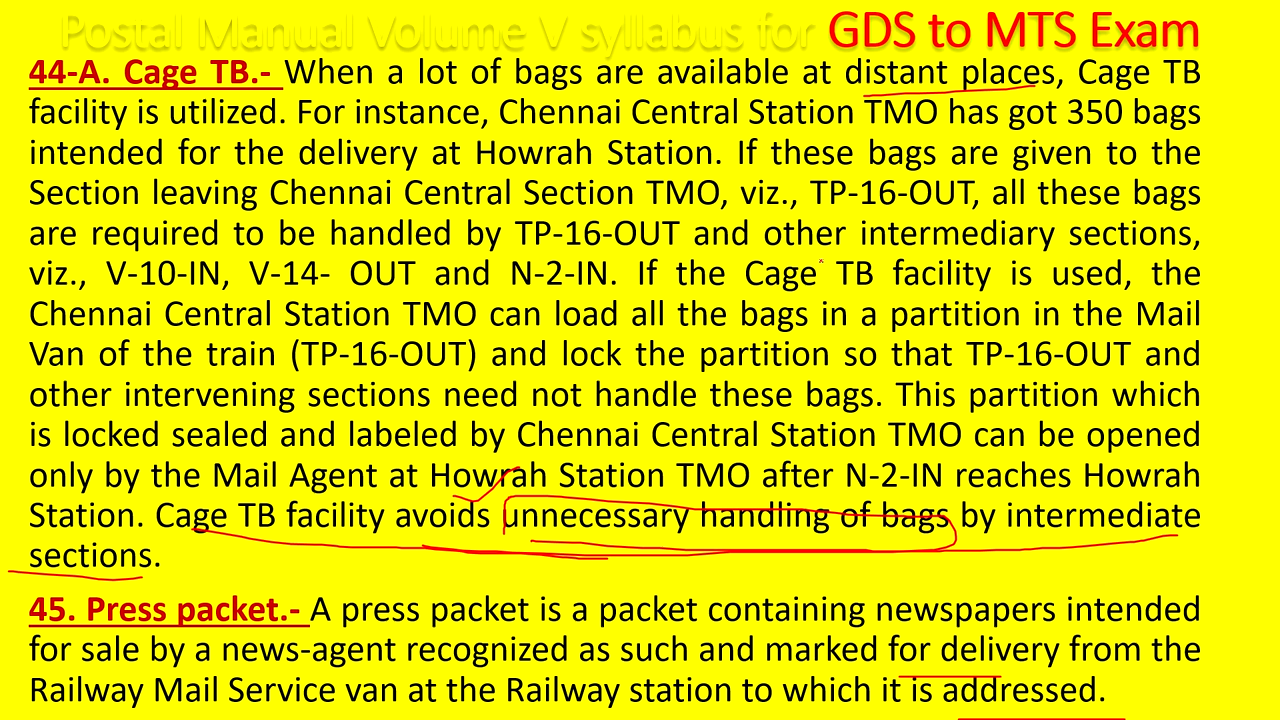 Postal Manual Volume V syllabus for GDS to MTS Exam
44-A. Cage TB.- When a lot of bags are available at distant places, Cage TB
facility is utilized. For instance, Chennai Central Station TMO has got 350 bags
intended for the delivery at Howrah Station. If these bags are given to the
Section leaving Chennai Central Section TMO, viz., TP-16-OUT, all these bags
are required to be handled by TP-16-OUT and other intermediary sections,
viz., V-10-IN, V-14- OUT and N-2-IN. If the Cage TB facility is used, the
Chennai Central Station TMO can load all the bags in a partition in the Mail
Van of the train (TP-16-OUT) and lock the partition so that TP-16-OUT and
other intervening sections need not handle these bags. This partition which
is locked sealed and labeled by Chennai Central Station TMO can be opened
only by the Mail Agent at Howrah Station TMO after N-2-IN reaches Howrah
Station. Cage TB facility avoids unnecessary handling of bags by intermediate
sections.
45. Press packet.- A press packet is a packet containing newspapers intended
for sale by a news-agent recognized as such and marked for delivery from the
Railway Mail Service van at the Railway station to which it is addressed.